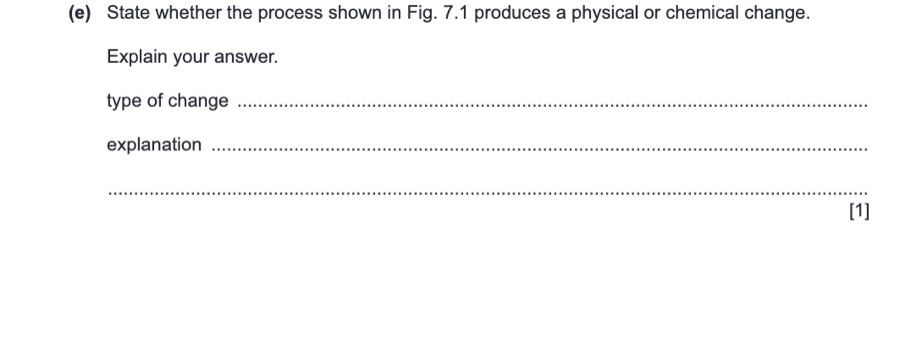 (e) State whether the process shown in Fig. 7.1 produces a physical or chemical change.
Explain your answer.
type of change ..........................................................................................................................
explanation ...............................................................................................................................
...................................................................................................................................................
[1]